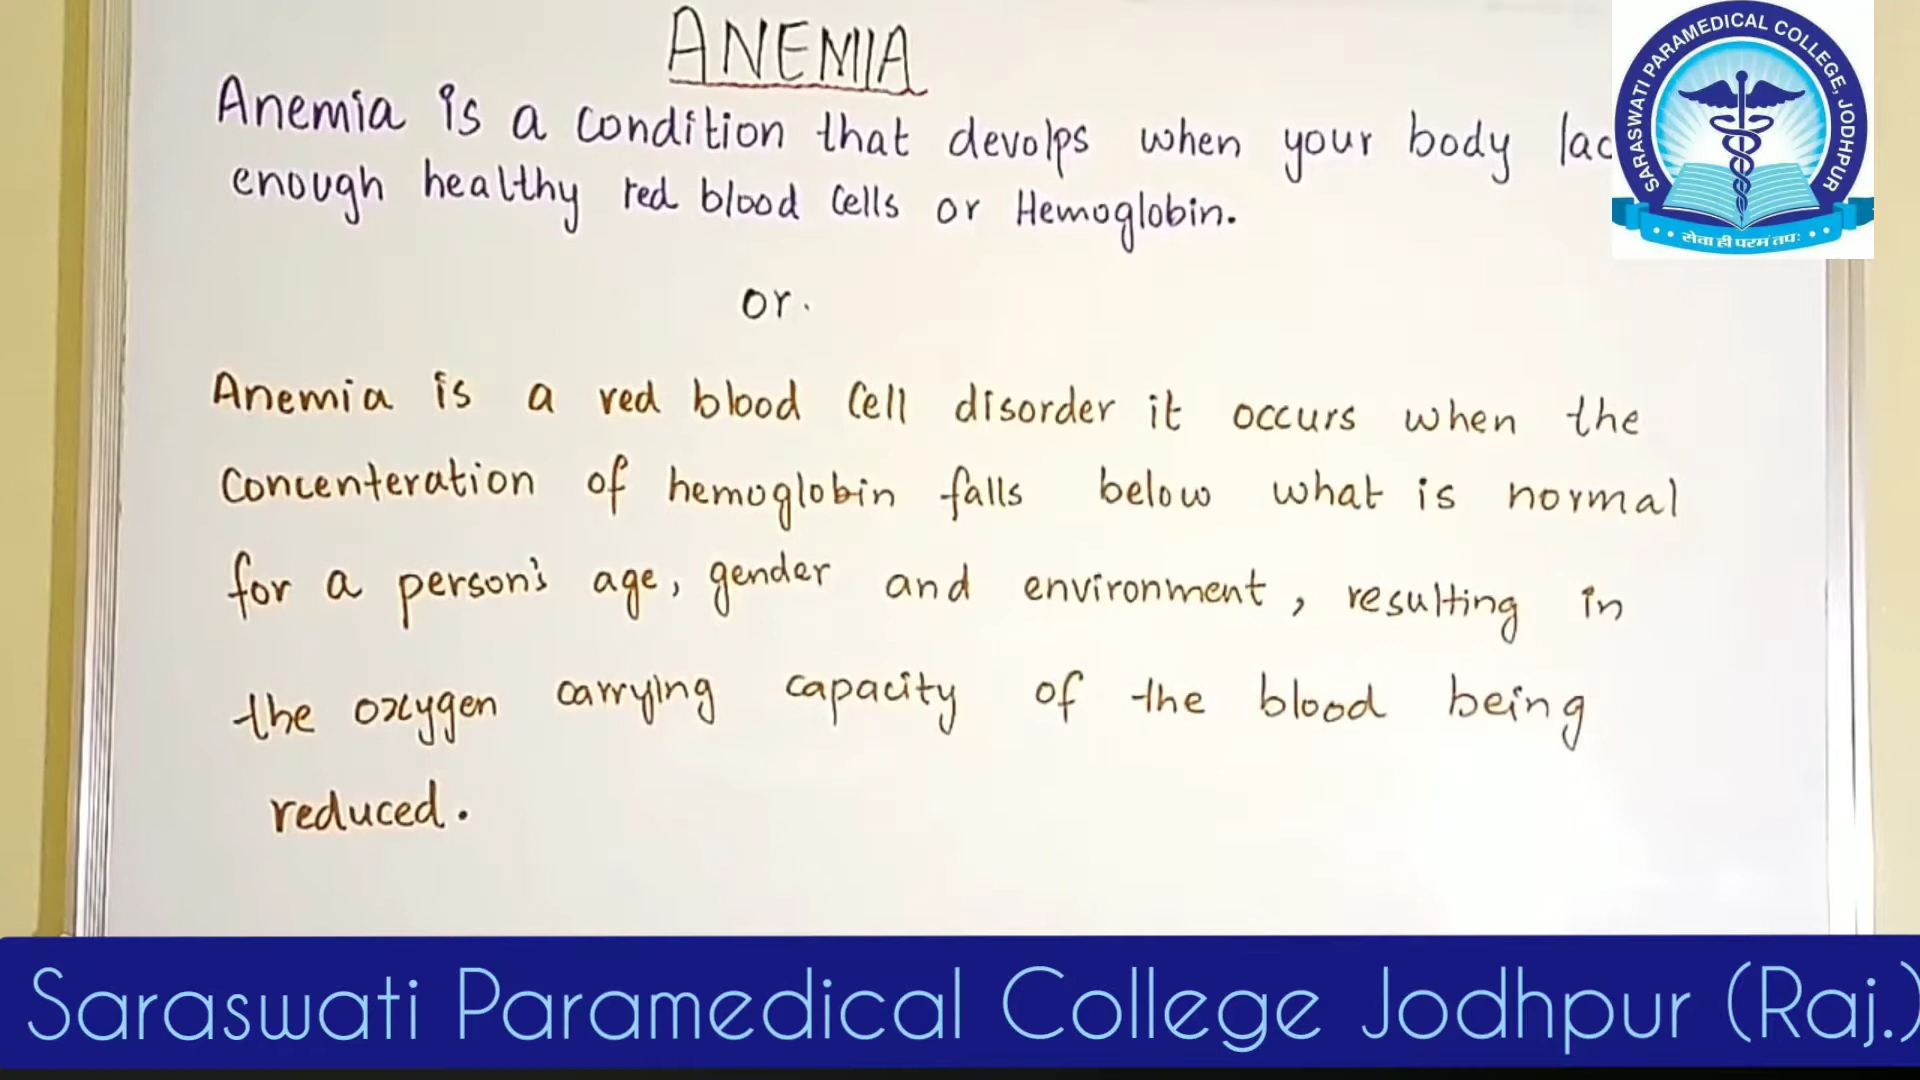 ANEMIA
Anemia is a condition that devolps when your body lac
enough healthy red blood cells or Hemoglobin.
or.
Anemia is a red blood cell disorder it occurs when the
concenteration of hemoglobin falls below what is normal
for a person's age, gender and environment, resulting in
the oxygen carrying capacity of the blood being
reduced.
SARASWATI PARAMEDICAL COLLEGE, JODHPUR
सेवा ही परमं तपः
Saraswati Paramedical College Jodhpur (Raj.)